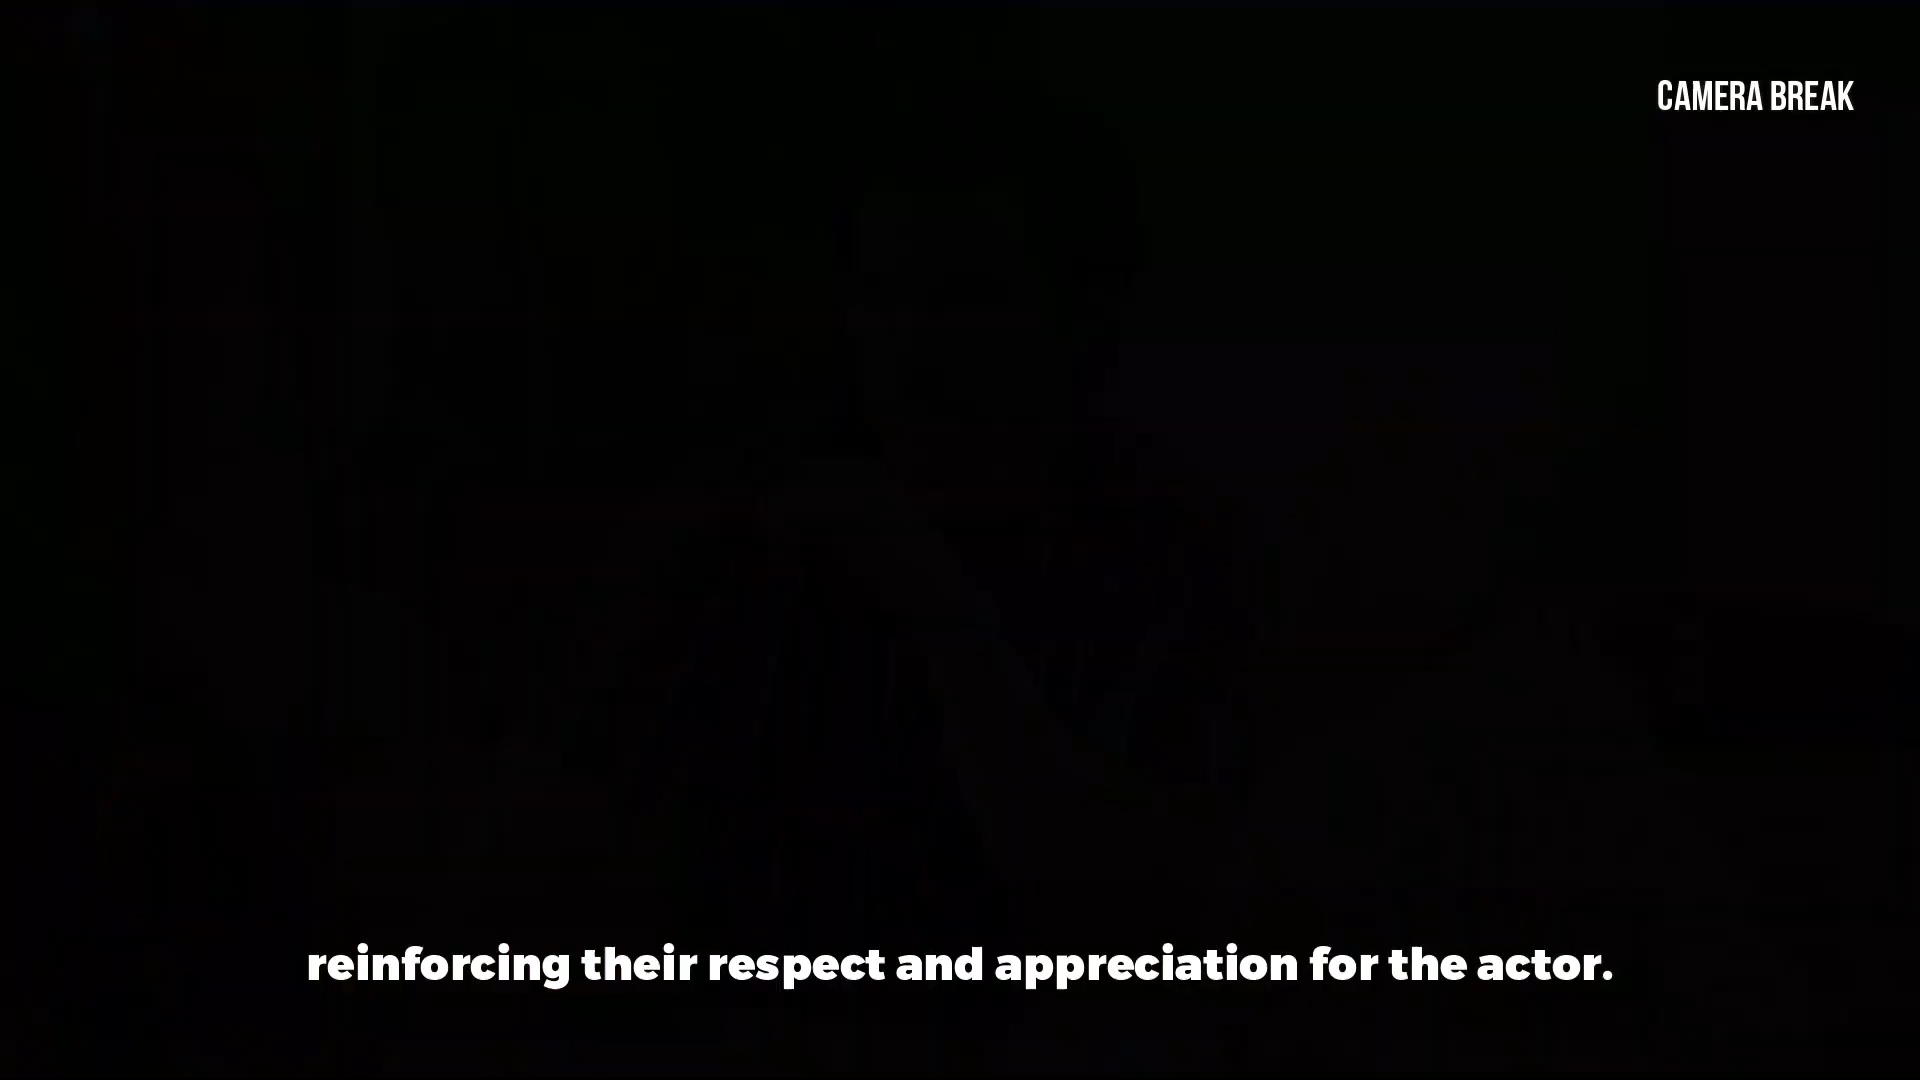 CAMERA BREAK
reinforcing their respect and appreciation for the actor.